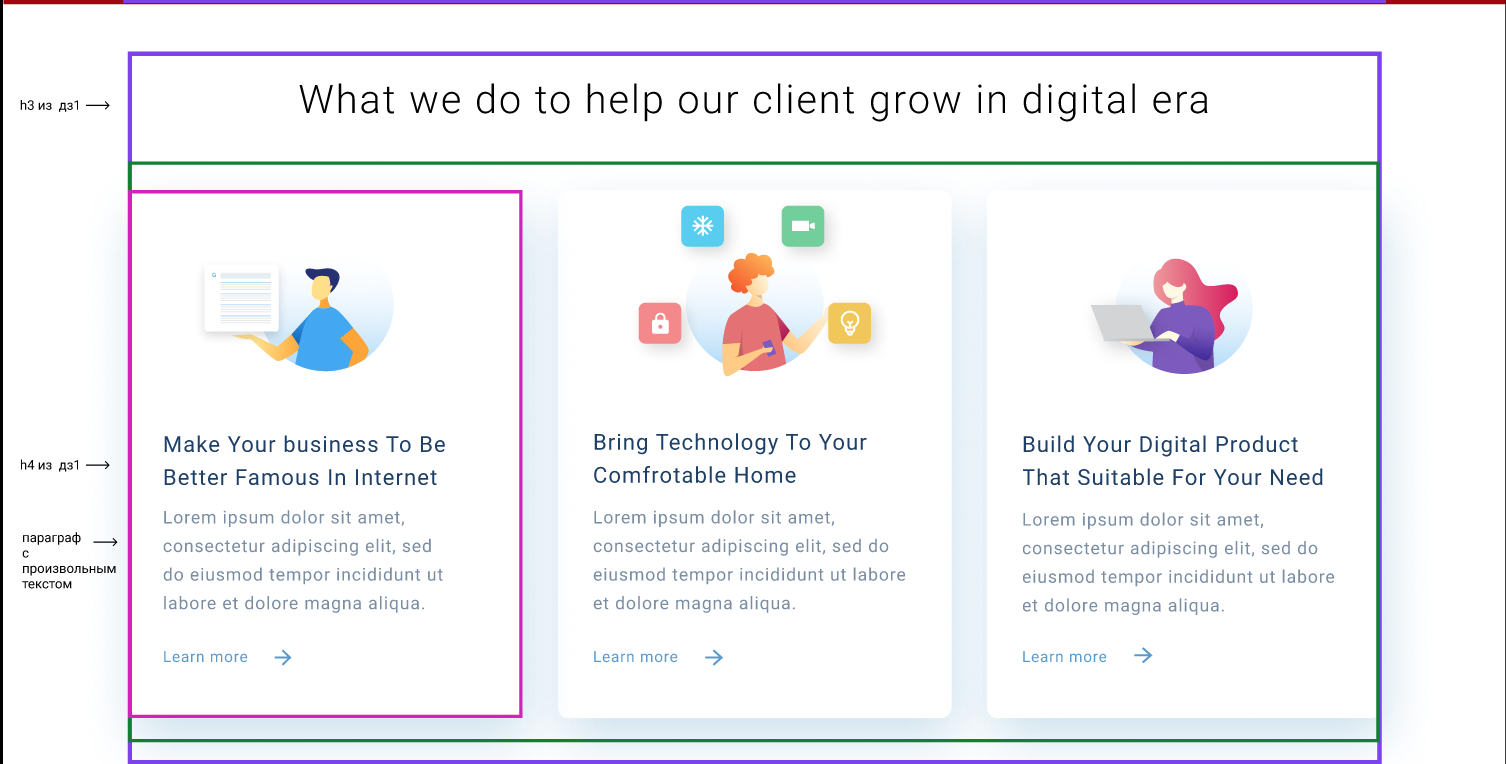 h3 из дз1
What we do to help our client grow in digital era
G
h4 из дз1
параграф
с
произвольным
текстом
Make Your business To Be
Better Famous In Internet
Lorem ipsum dolor sit amet,
consectetur adipiscing elit, sed
do eiusmod tempor incididunt ut
labore et dolore magna aliqua.
Learn more
Bring Technology To Your
Comfrotable Home
Lorem ipsum dolor sit amet,
consectetur adipiscing elit, sed do
eiusmod tempor incididunt ut labore
et dolore magna aliqua.
Learn more
Build Your Digital Product
That Suitable For Your Need
Lorem ipsum dolor sit amet,
consectetur adipiscing elit, sed do
eiusmod tempor incididunt ut labore
et dolore magna aliqua.
Learn more